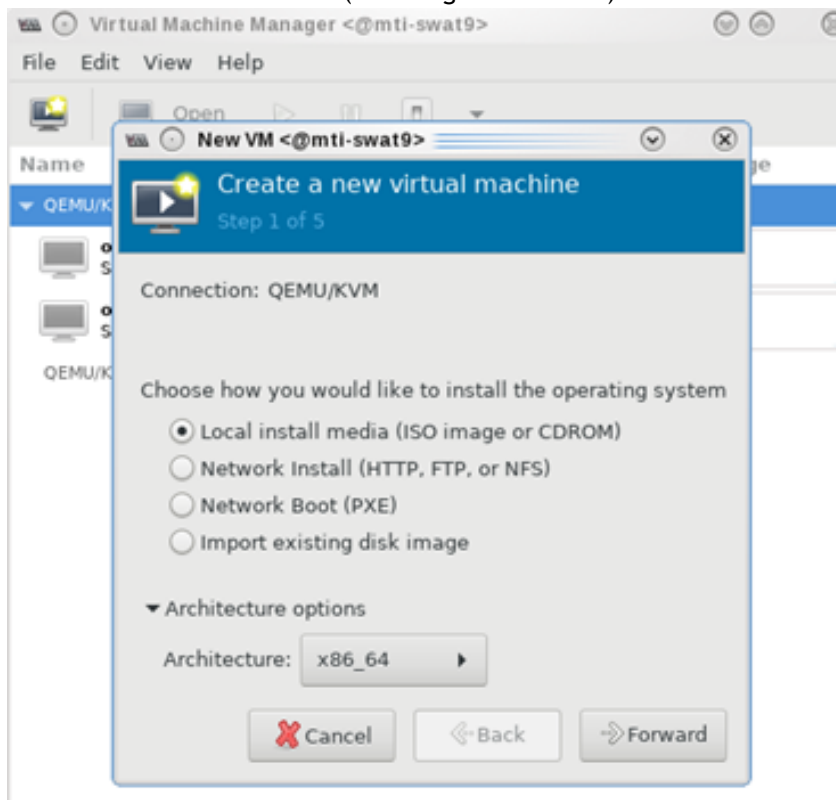 Virtual Machine Manager <@mti-swat9>
File Edit View Help
Open
Name
New VM <@mti-swat9>
QEMU/K
Create a new virtual machine
Step 1 of 5
QEMU/K
Connection: QEMU/KVM
Choose how you would like to install the operating system
Local install media (ISO image or CDROM)
Network Install (HTTP, FTP, or NFS)
Network Boot (PXE)
Import existing disk image
Architecture options
Architecture: x86_64
Cancel Back Forward